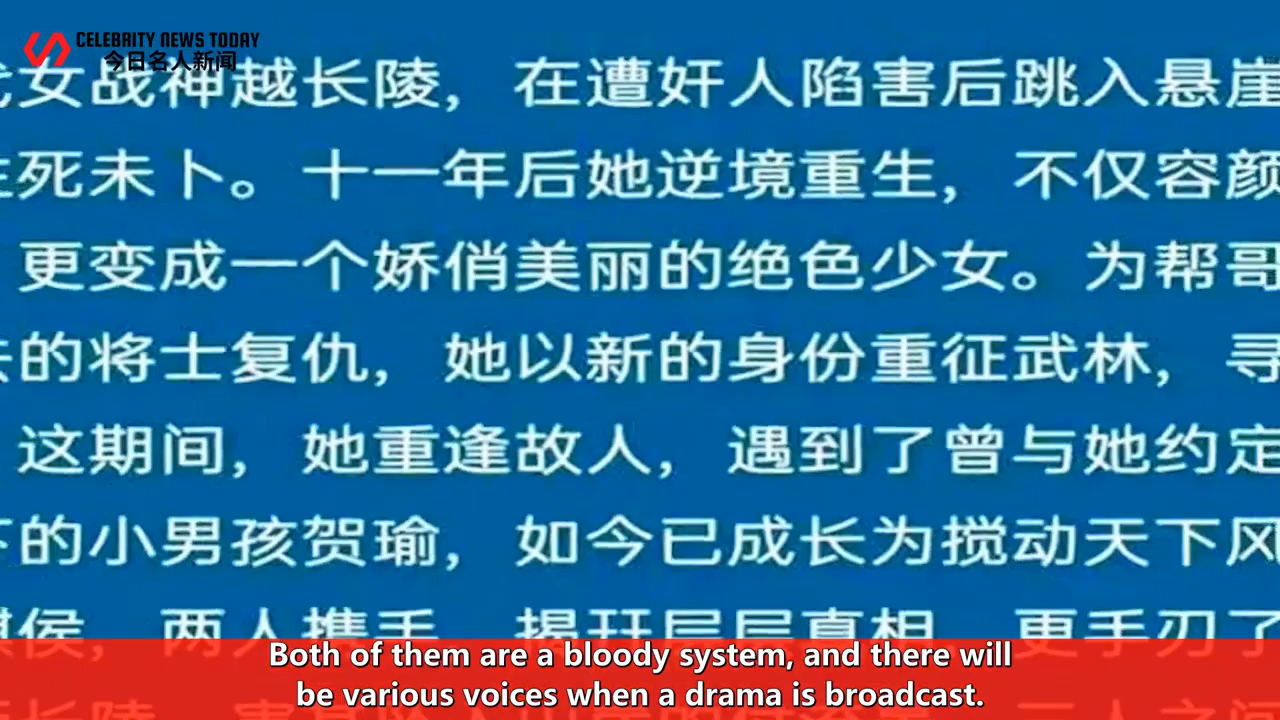 CELEBRITY NEWS TODAY
今日名人新闻
女战神越长陵，在遭奸人陷害后跳入悬崖
死未卜。十一年后她逆境重生，不仅容颜
更变成一个娇俏美丽的绝色少女。为帮哥
的将士复仇，她以新的身份重征武林，寻
这期间，她重逢故人，遇到了曾与她约定
的小男孩贺瑜，如今已成长为搅动天下风
侯，两人携手，揭开层层真相，更手刃了
Both of them are a bloody system, and there will
be various voices when a drama is broadcast.